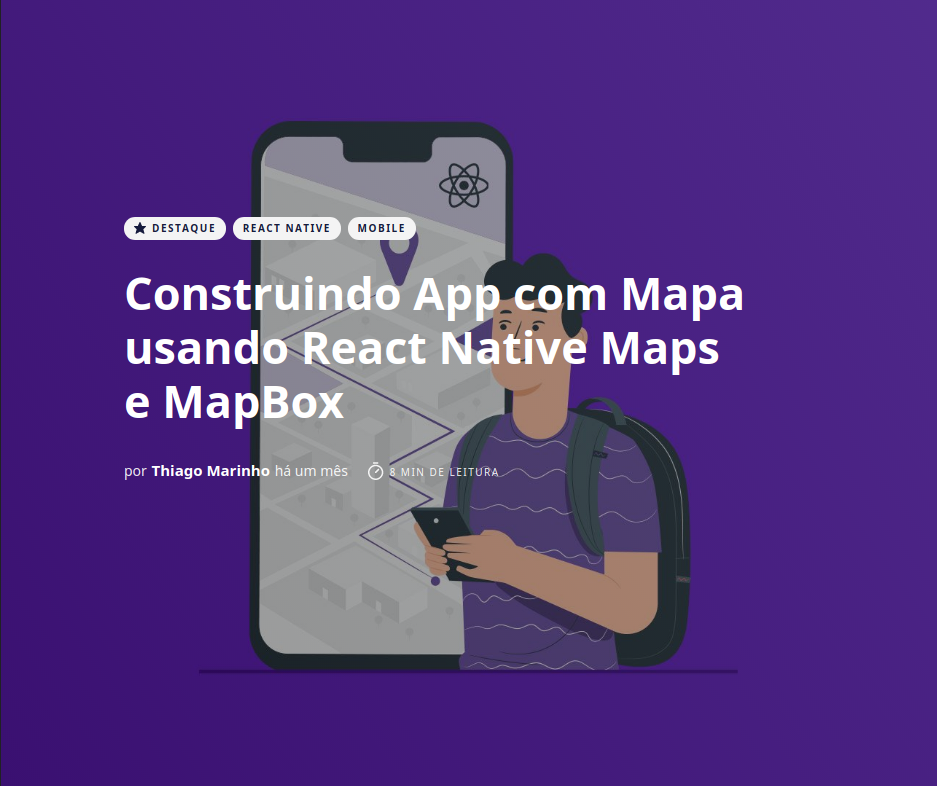 DESTAQUE REACT NATIVE MOBILE
Construindo App com Mapa
usando React Native Maps
e MapBox
por Thiago Marinho há um mês 8 MIN DE LEITURA